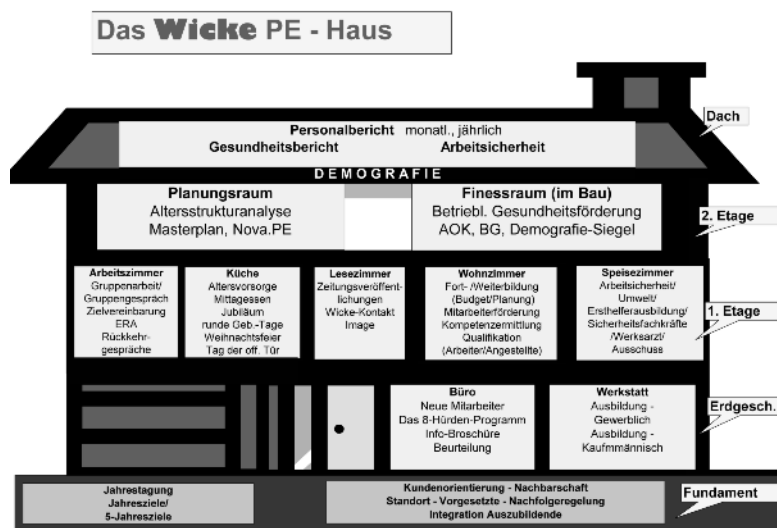 Das Wicke PE - Haus
Dach
Personalbericht monatl., jährlich
Gesundheitsbericht Arbeitsicherheit
DEMOGRAFIE
Planungsraum
Altersstrukturanalyse
Masterplan, Nova.PE
Finessraum (im Bau)
Betriebl. Gesundheitsförderung
AOK, BG, Demografie-Siegel
2. Etage
Arbeitszimmer
Gruppenarbeit/
Gruppengespräch
Zielvereinbarung
ERA
Rückkehr-
gespräche
Küche
Altersvorsorge
Mittagessen
Jubiläum
runde Geb.-Tage
Weihnachtsfeier
Tag der off. Tür
Lesezimmer
Zeitungsveröffent-
lichungen
Wicke-Kontakt
Image
Wohnzimmer
Fort- /Weiterbildung
(Budget/Planung)
Mitarbeiterförderung
Kompetenzermittlung
Qualifikation
(Arbeiter/Angestellte)
Speisezimmer
Arbeitsicherheit/
Umwelt/
Ersthelferausbildung/
Sicherheitsfachkräfte
/Werksarzt/
Ausschuss
1. Etage
Büro
Neue Mitarbeiter
Das 8-Hürden-Programm
Info-Broschüre
Beurteilung
Werkstatt
Ausbildung -
Gewerblich
Ausbildung -
Kaufmmännisch
Erdgesch.
Jahrestagung
Jahresziele/
5-Jahresziele
Kundenorientierung - Nachbarschaft
Standort - Vorgesetzte - Nachfolgeregelung
Integration Auszubildende
Fundament